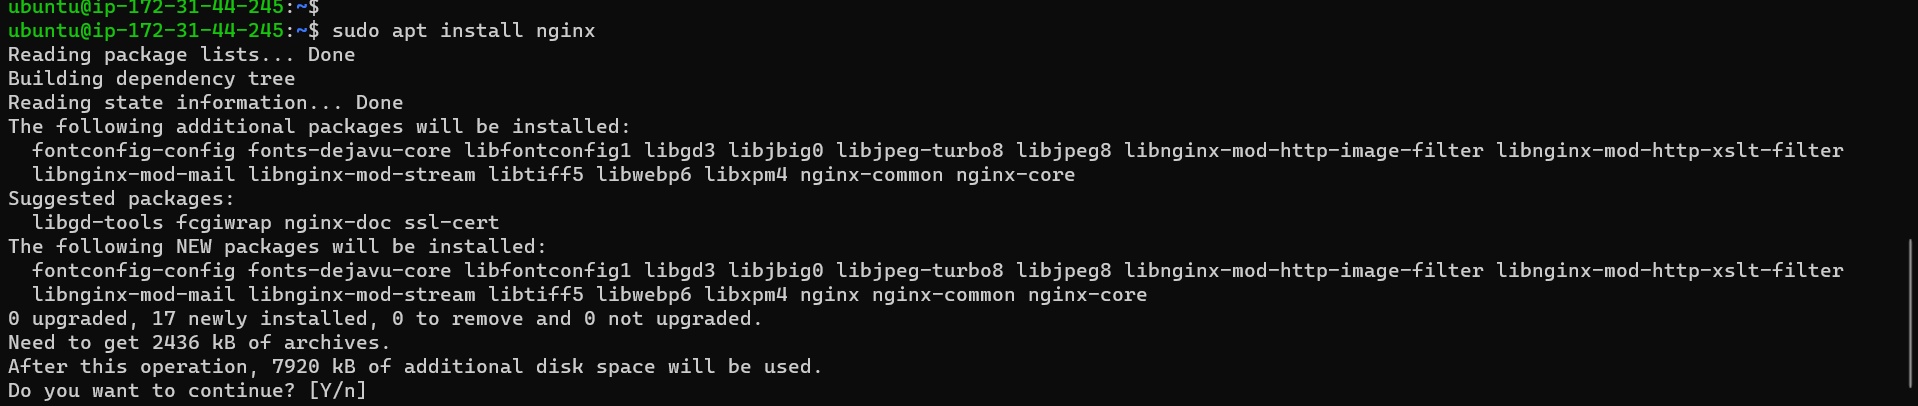 ubuntu@ip-172-31-44-245:~$
ubuntu@ip-172-31-44-245:~$ sudo apt install nginx
Reading package lists... Done
Building dependency tree
Reading state information... Done
The following additional packages will be installed:
  fontconfig-config fonts-dejavu-core libfontconfig1 libgd3 libjbig0 libjpeg-turbo8 libjpeg8 libnginx-mod-http-image-filter libnginx-mod-http-xslt-filter
  libnginx-mod-mail libnginx-mod-stream libtiff5 libwebp6 libxpm4 nginx-common nginx-core
Suggested packages:
  libgd-tools fcgiwrap nginx-doc ssl-cert
The following NEW packages will be installed:
  fontconfig-config fonts-dejavu-core libfontconfig1 libgd3 libjbig0 libjpeg-turbo8 libjpeg8 libnginx-mod-http-image-filter libnginx-mod-http-xslt-filter
  libnginx-mod-mail libnginx-mod-stream libtiff5 libwebp6 libxpm4 nginx nginx-common nginx-core
0 upgraded, 17 newly installed, 0 to remove and 0 not upgraded.
Need to get 2436 kB of archives.
After this operation, 7920 kB of additional disk space will be used.
Do you want to continue? [Y/n]